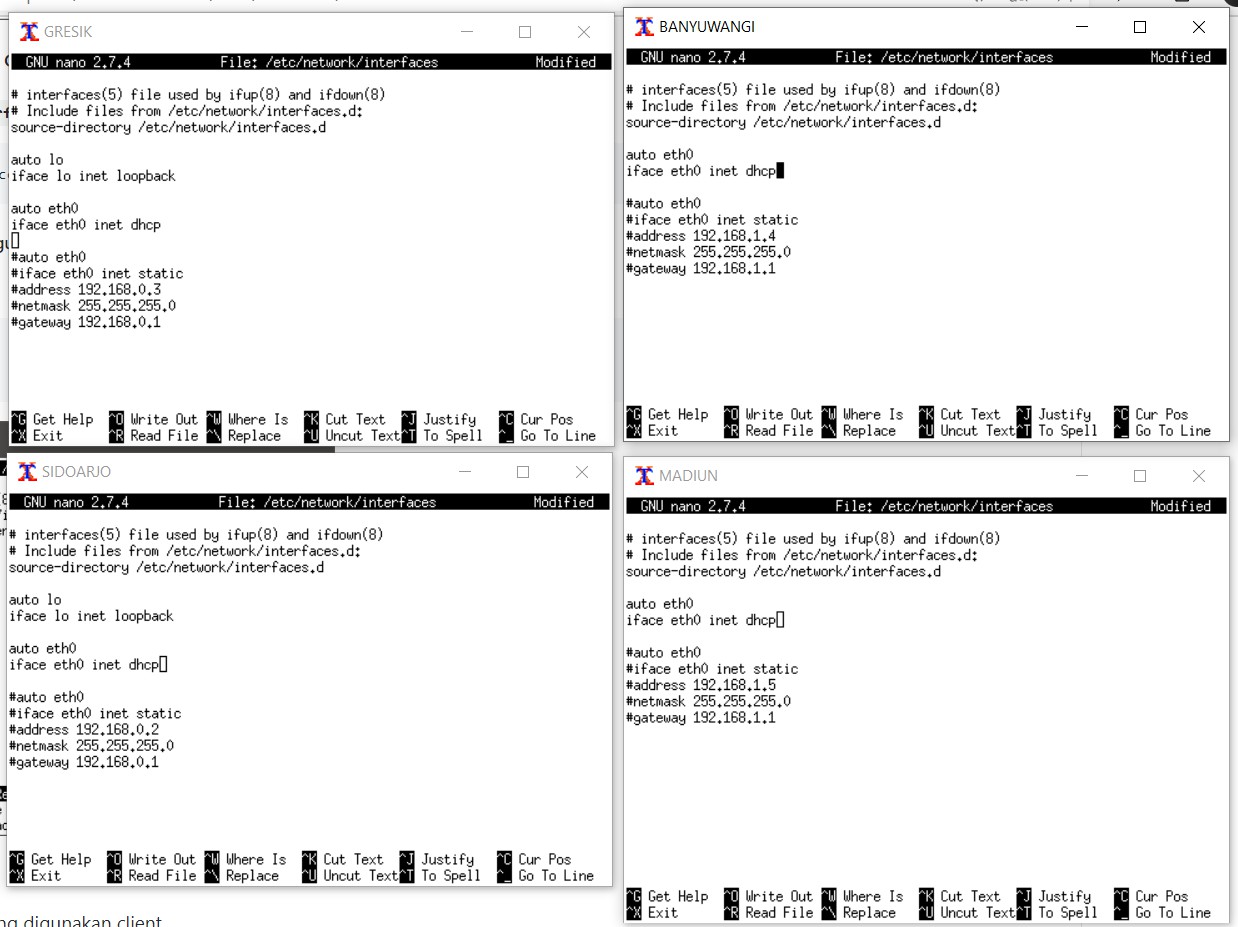 GRESIK
GNU nano 2.7.4 File: /etc/network/interfaces Modified
# interfaces(5) file used by ifup(8) and ifdown(8)
# Include files from /etc/network/interfaces.d:
source-directory /etc/network/interfaces.d
auto lo
iface lo inet loopback
auto eth0
iface eth0 inet dhcp
#auto eth0
#iface eth0 inet static
#address 192.168.0.3
#netmask 255.255.255.0
#gateway 192.168.0.1
^G Get Help ^O Write Out ^W Where Is ^K Cut Text ^J Justify ^C Cur Pos
^X Exit ^R Read File ^\ Replace ^U Uncut Text ^T To Spell ^_ Go To Line
BANYUWANGI
GNU nano 2.7.4 File: /etc/network/interfaces Modified
# interfaces(5) file used by ifup(8) and ifdown(8)
# Include files from /etc/network/interfaces.d:
source-directory /etc/network/interfaces.d
auto eth0
iface eth0 inet dhcp
#auto eth0
#iface eth0 inet static
#address 192.168.1.4
#netmask 255.255.255.0
#gateway 192.168.1.1
^G Get Help ^O Write Out ^W Where Is ^K Cut Text ^J Justify ^C Cur Pos
^X Exit ^R Read File ^\ Replace ^U Uncut Text ^T To Spell ^_ Go To Line
SIDOARJO
GNU nano 2.7.4 File: /etc/network/interfaces Modified
# interfaces(5) file used by ifup(8) and ifdown(8)
# Include files from /etc/network/interfaces.d:
source-directory /etc/network/interfaces.d
auto lo
iface lo inet loopback
auto eth0
iface eth0 inet dhcp
#auto eth0
#iface eth0 inet static
#address 192.168.0.2
#netmask 255.255.255.0
#gateway 192.168.0.1
^G Get Help ^O Write Out ^W Where Is ^K Cut Text ^J Justify ^C Cur Pos
^X Exit ^R Read File ^\ Replace ^U Uncut Text ^T To Spell ^_ Go To Line
MADIUN
GNU nano 2.7.4 File: /etc/network/interfaces Modified
# interfaces(5) file used by ifup(8) and ifdown(8)
# Include files from /etc/network/interfaces.d:
source-directory /etc/network/interfaces.d
auto eth0
iface eth0 inet dhcp
#auto eth0
#iface eth0 inet static
#address 192.168.1.5
#netmask 255.255.255.0
#gateway 192.168.1.1
^G Get Help ^O Write Out ^W Where Is ^K Cut Text ^J Justify ^C Cur Pos
^X Exit ^R Read File ^\ Replace ^U Uncut Text ^T To Spell ^_ Go To Line
digunakan client